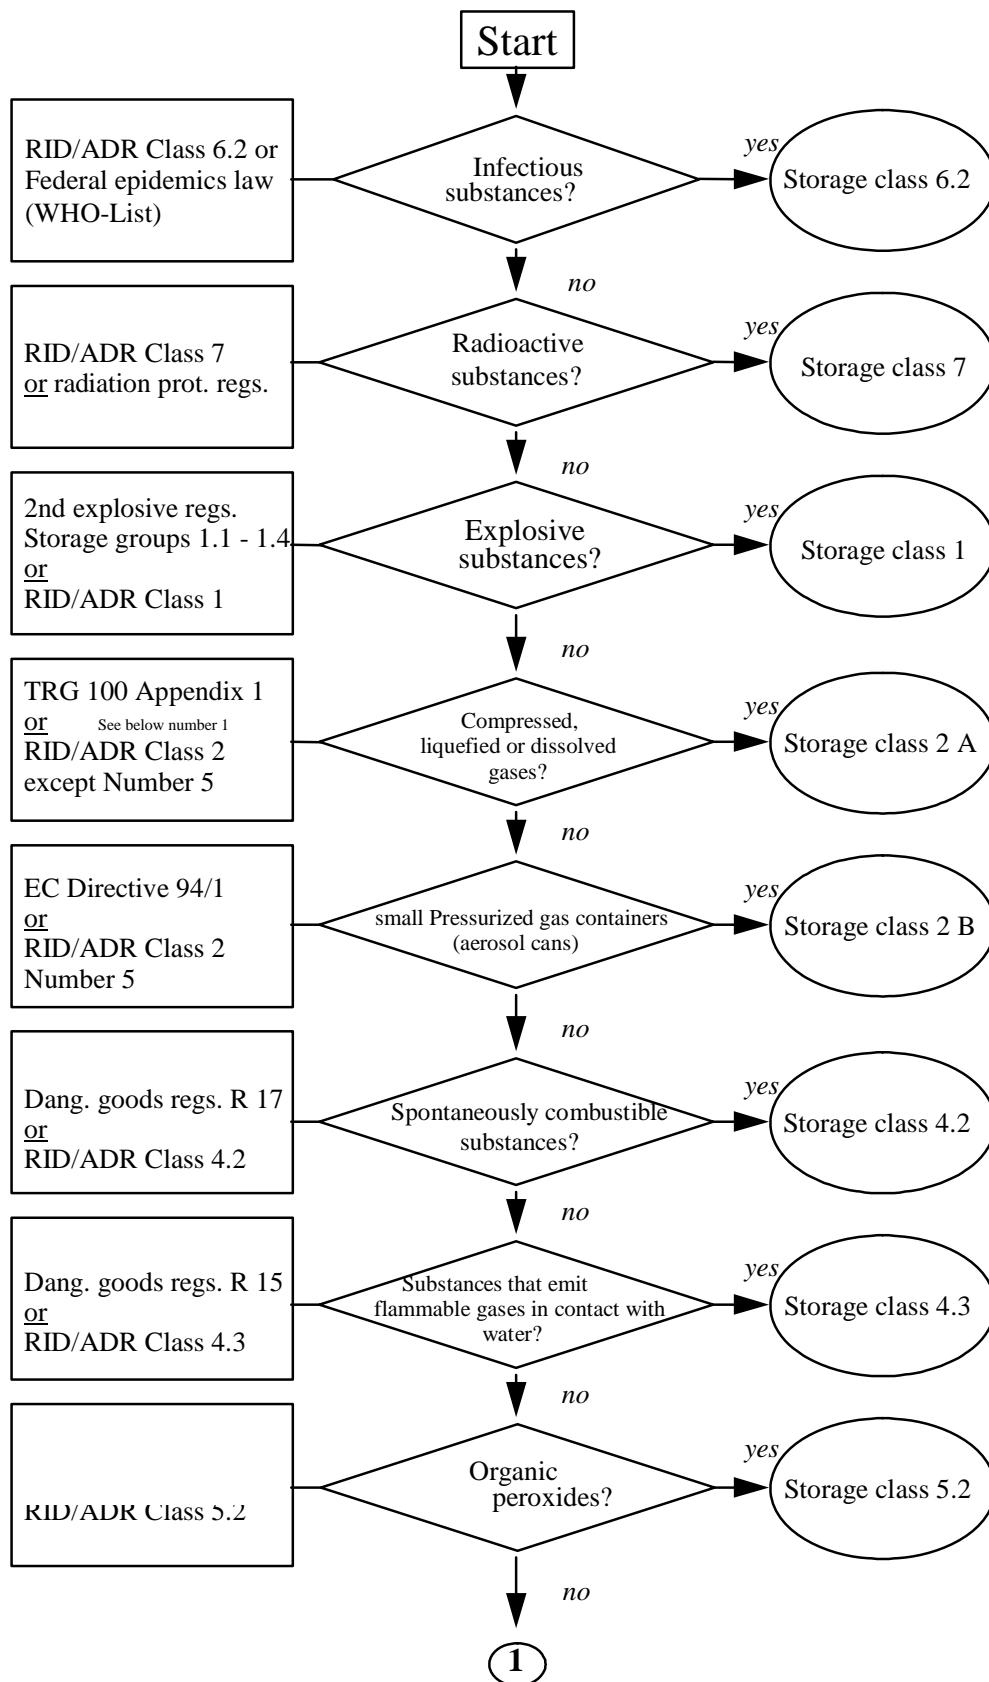 Start
RID/ADR Class 6.2 or
Federal epidemics law
(WHO-List)
Infectious
substances?
yes
Storage class 6.2
no
RID/ADR Class 7
or radiation prot. regs.
Radioactive
substances?
yes
Storage class 7
no
2nd explosive regs.
Storage groups 1.1 - 1.4
or
RID/ADR Class 1
Explosive
substances?
yes
Storage class 1
no
TRG 100 Appendix 1
or See below number 1
RID/ADR Class 2
except Number 5
Compressed,
liquefied or dissolved
gases?
yes
Storage class 2 A
no
EC Directive 94/1
or
RID/ADR Class 2
Number 5
small Pressurized gas containers
(aerosol cans)
yes
Storage class 2 B
no
Dang. goods regs. R 17
or
RID/ADR Class 4.2
Spontaneously combustible
substances?
yes
Storage class 4.2
no
Dang. goods regs. R 15
or
RID/ADR Class 4.3
Substances that emit
flammable gases in contact with
water?
yes
Storage class 4.3
no
RID/ADR Class 5.2
Organic
peroxides?
yes
Storage class 5.2
no
1